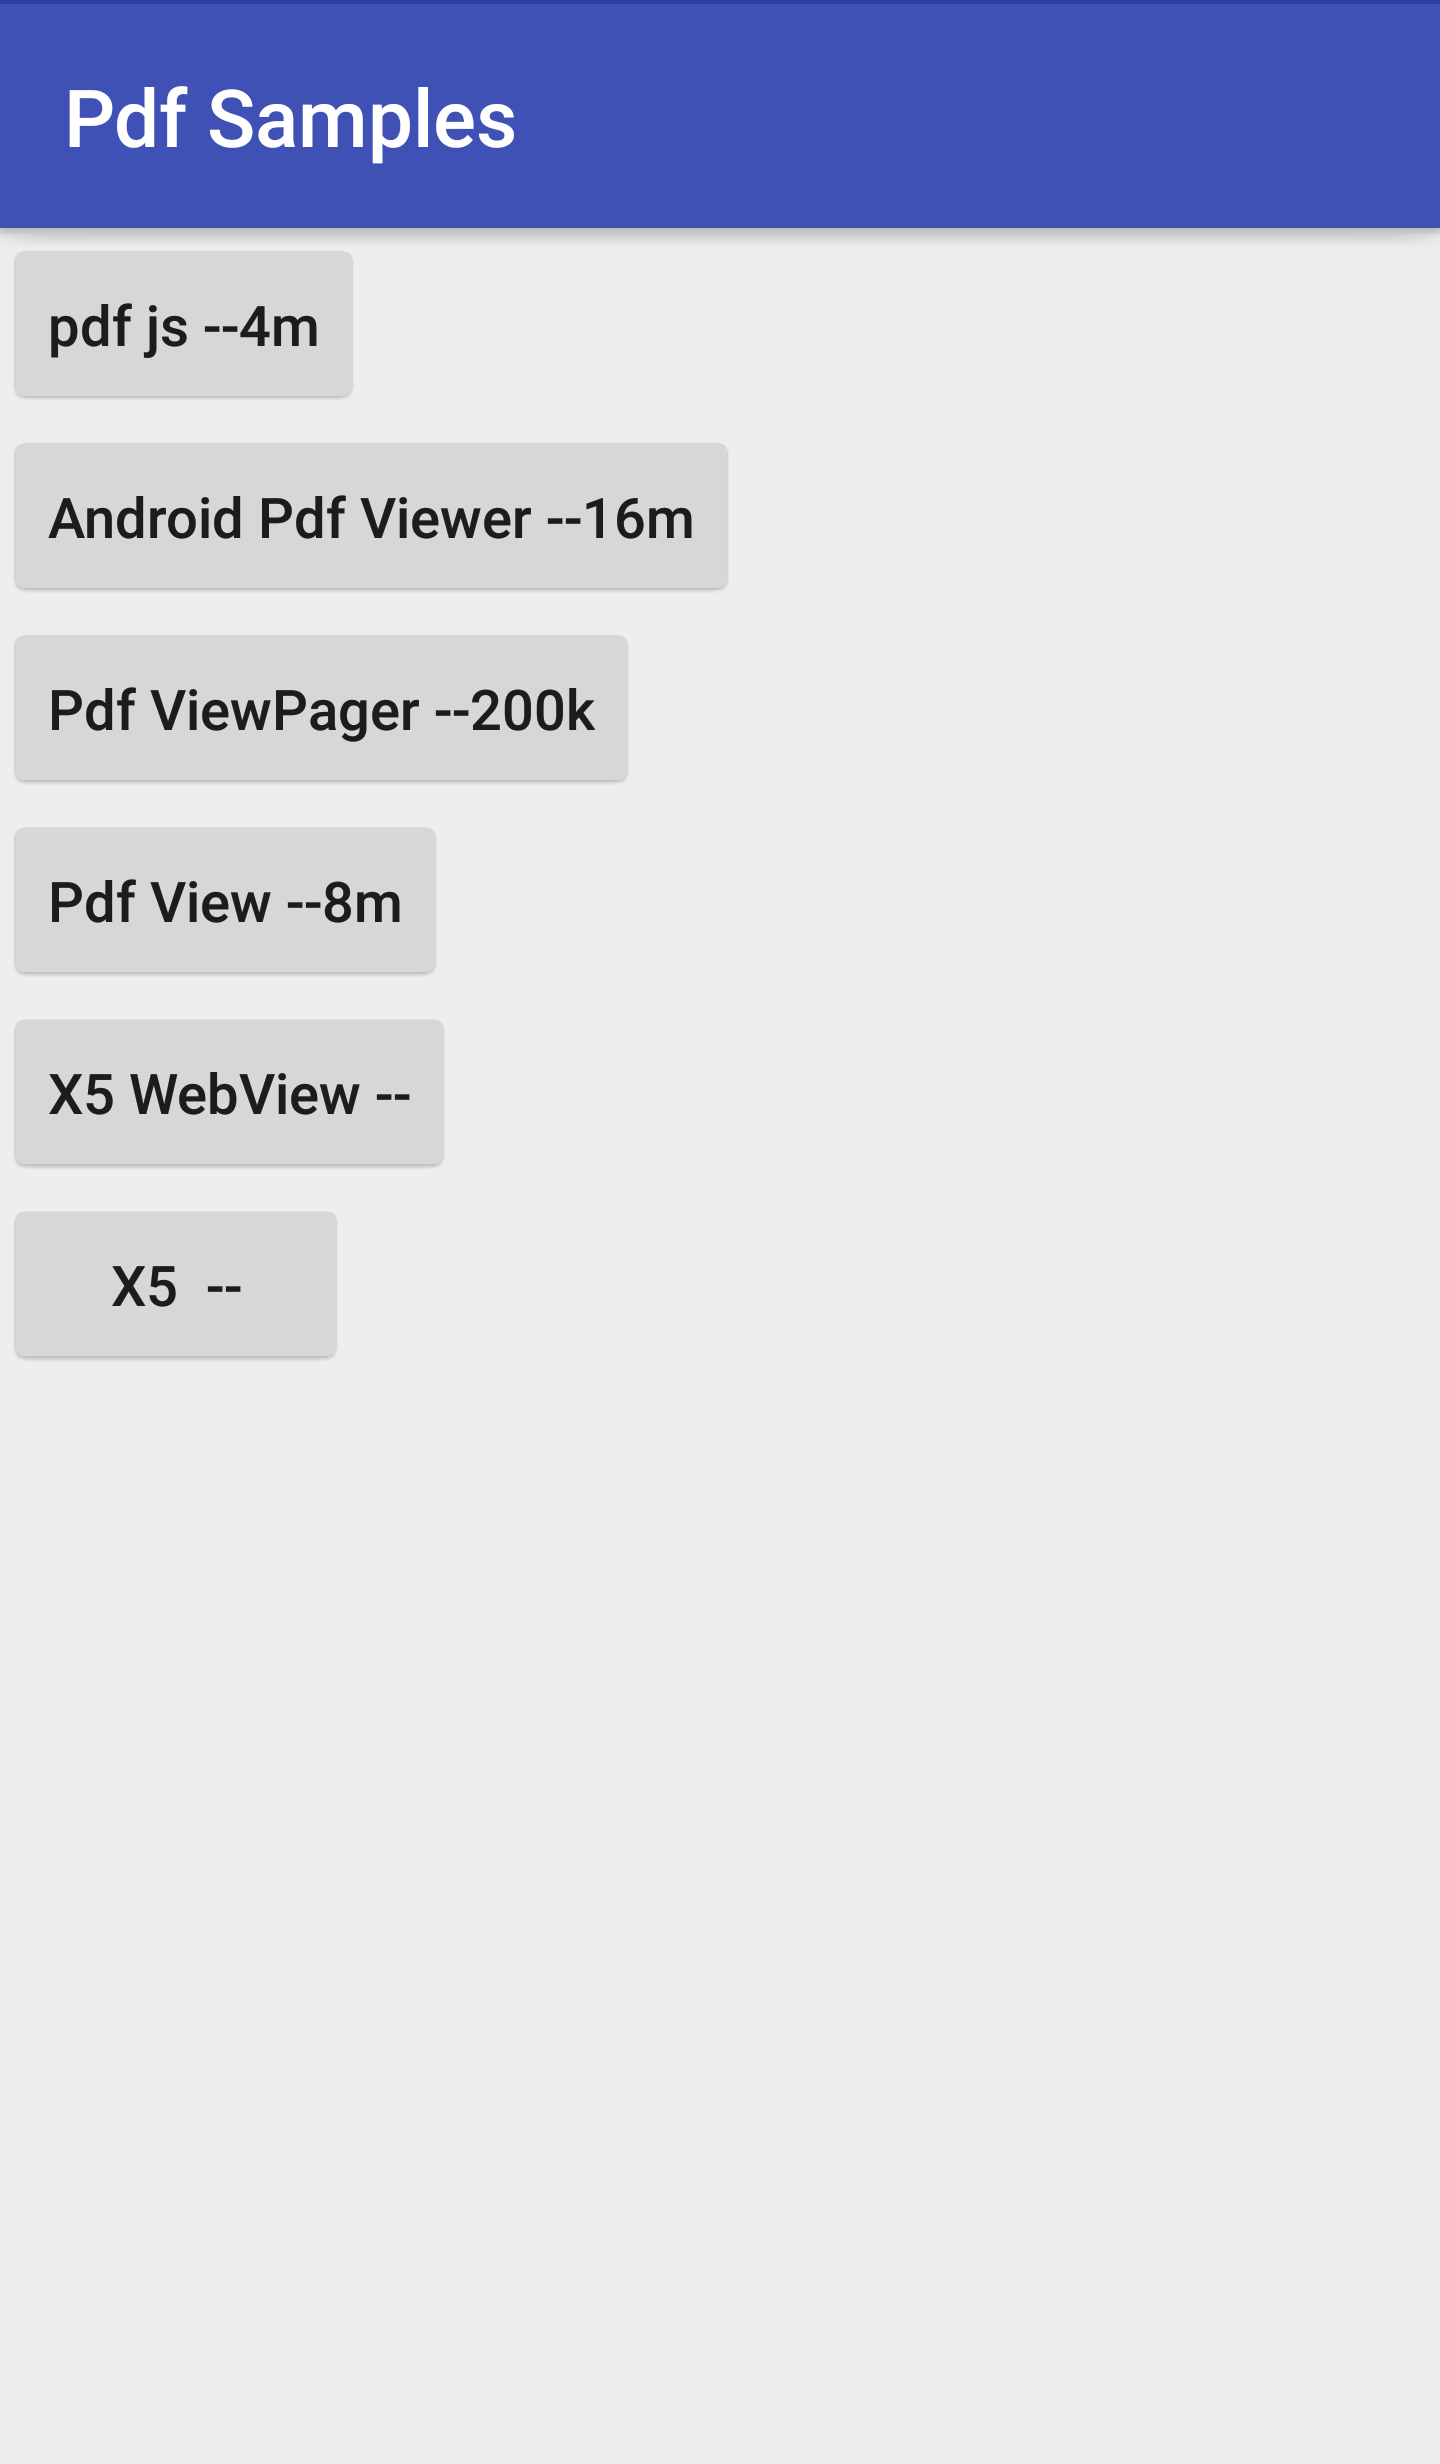 Pdf Samples
pdf js --4m
Android Pdf Viewer --16m
Pdf ViewPager --200k
Pdf View --8m
X5 WebView --
X5  --